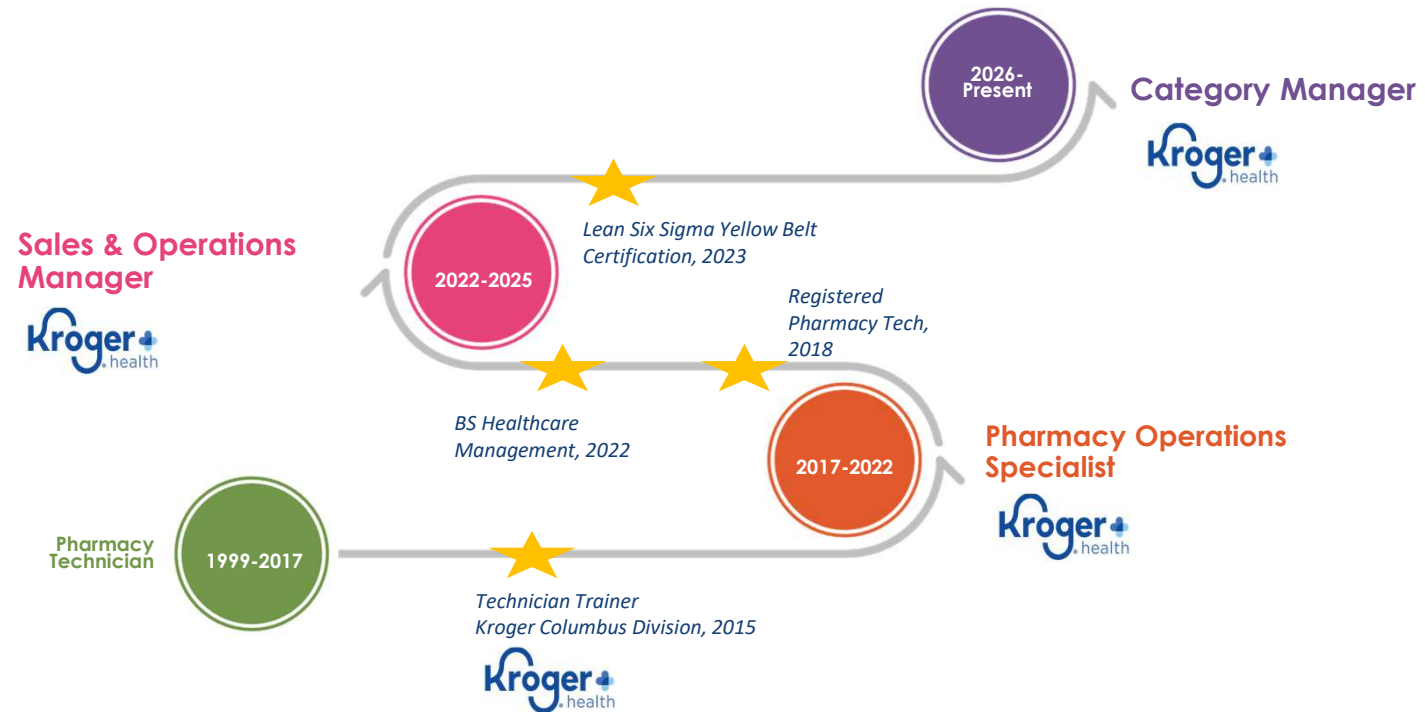 2026-
Present
Category Manager
Kroger
health
Lean Six Sigma Yellow Belt
Certification, 2023
Sales & Operations
Manager
2022-2025
Kroger
health
Registered
Pharmacy Tech,
2018
BS Healthcare
Management, 2022
2017-2022
Pharmacy Operations
Specialist
Kroger
health
Pharmacy
Technician
1999-2017
Technician Trainer
Kroger Columbus Division, 2015
Kroger
health